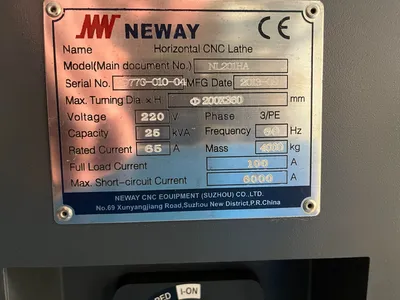 NEWAY CE
Name Horizontal CNC Lathe
Model(Main document No.) NL201HA
Serial No. MFG Date
Max. Turning Dia. x H Φ200X360 mm
Voltage 220 V Phase 3/PE
Capacity 25 kVA Frequency 60 Hz
Rated Current 65 A Mass 4000 kg
Full Load Current 100 A
Max. Short-circuit Current 6000 A
NEWAY CNC EQUIPMENT (SUZHOU) CO.,LTD.
No.69 Xunyangjiang Road,Suzhou New District,P.R.China
I-ON